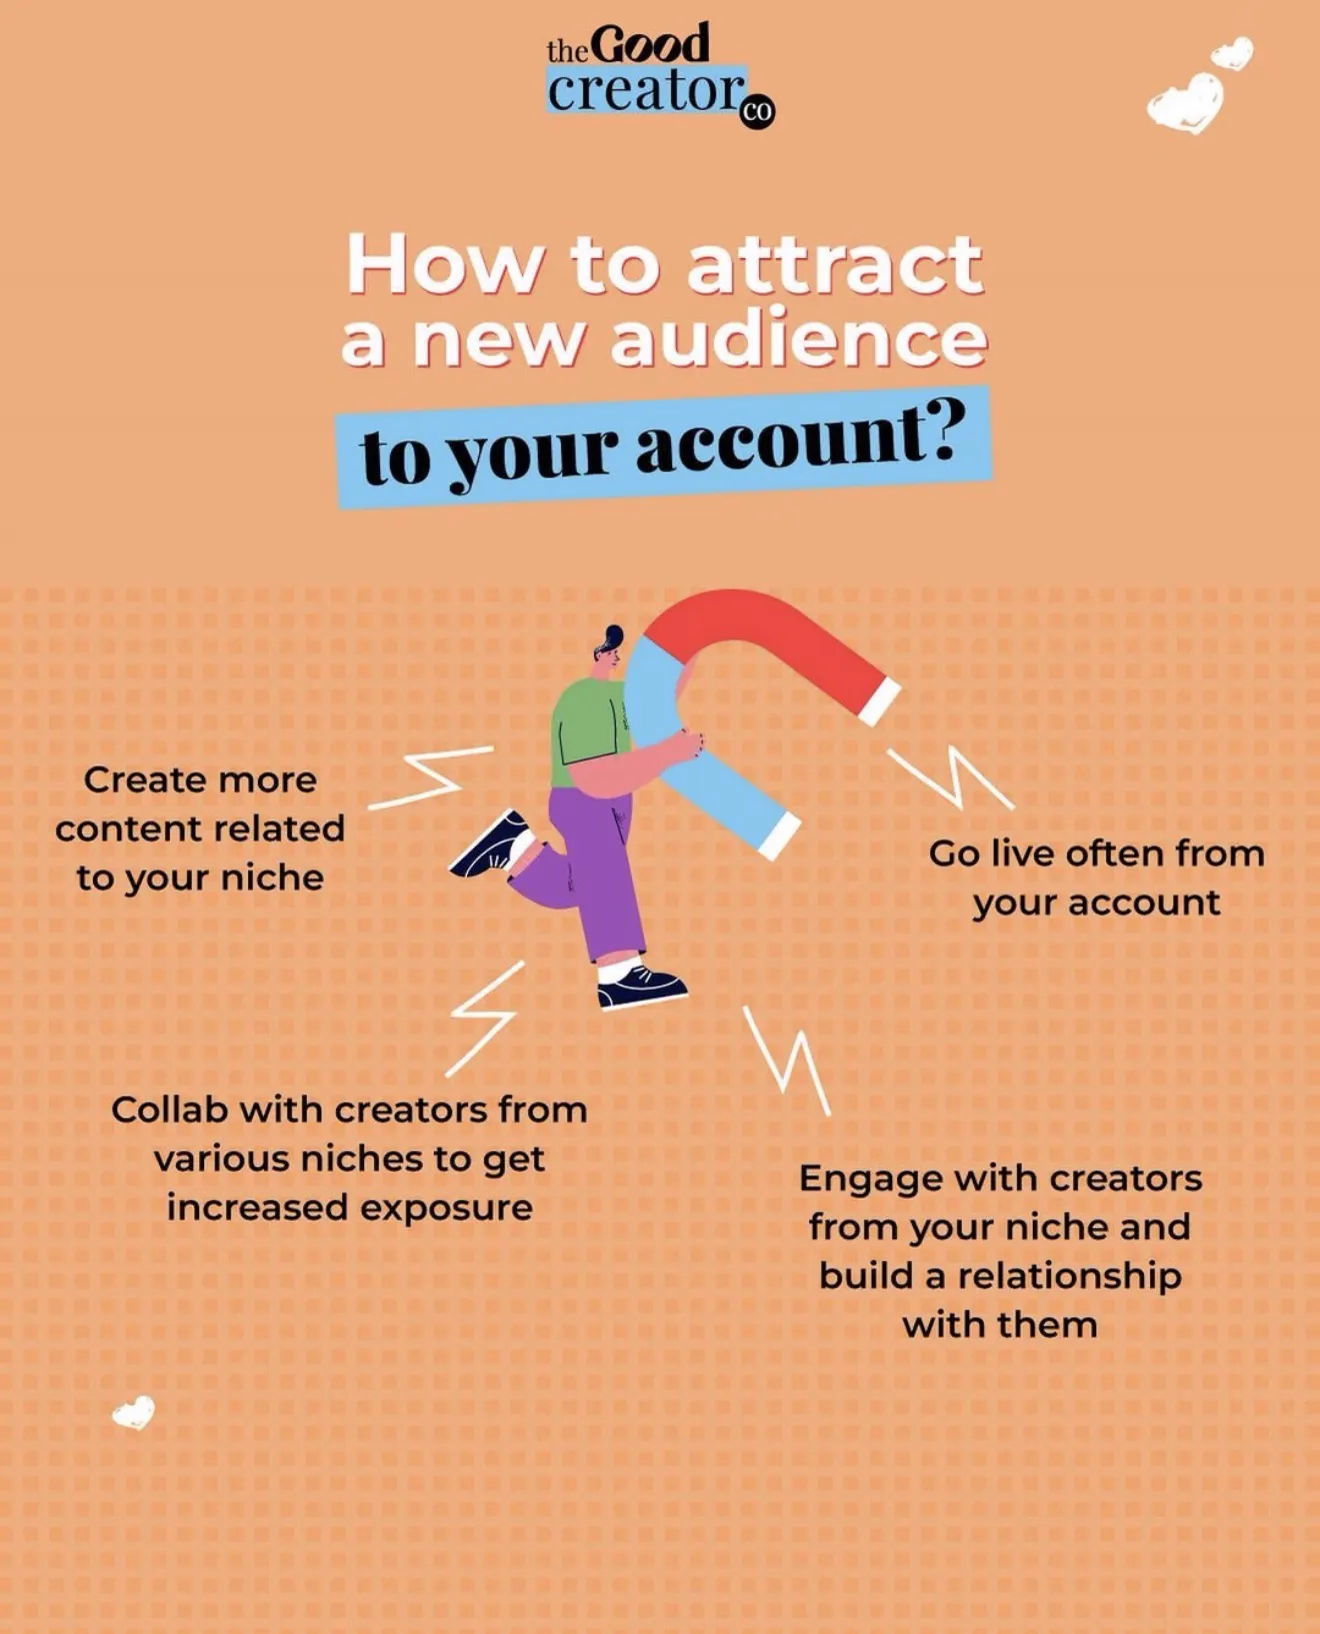 the Good
creator co
How to attract
a new audience
to your account?
Create more
content related
to your niche
Go live often from
your account
Collab with creators from
various niches to get
increased exposure
Engage with creators
from your niche and
build a relationship
with them